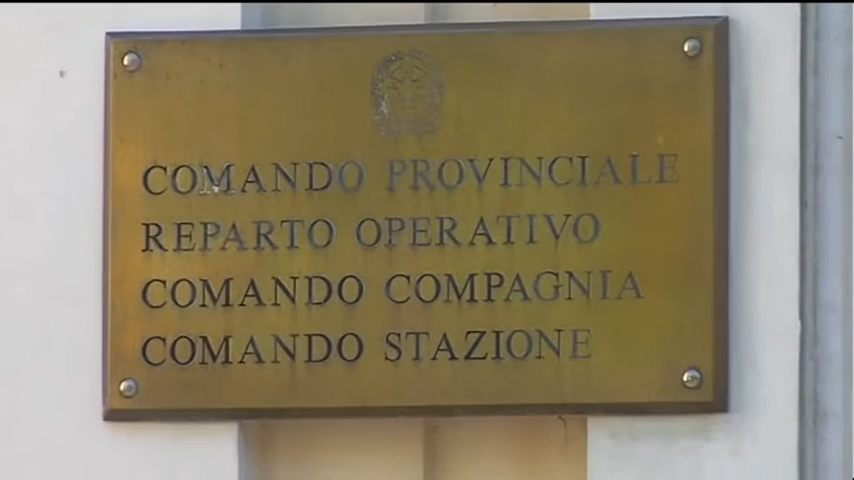 COMANDO PROVINCIALE
REPARTO OPERATIVO
COMANDO COMPAGNIA
COMANDO STAZIONE